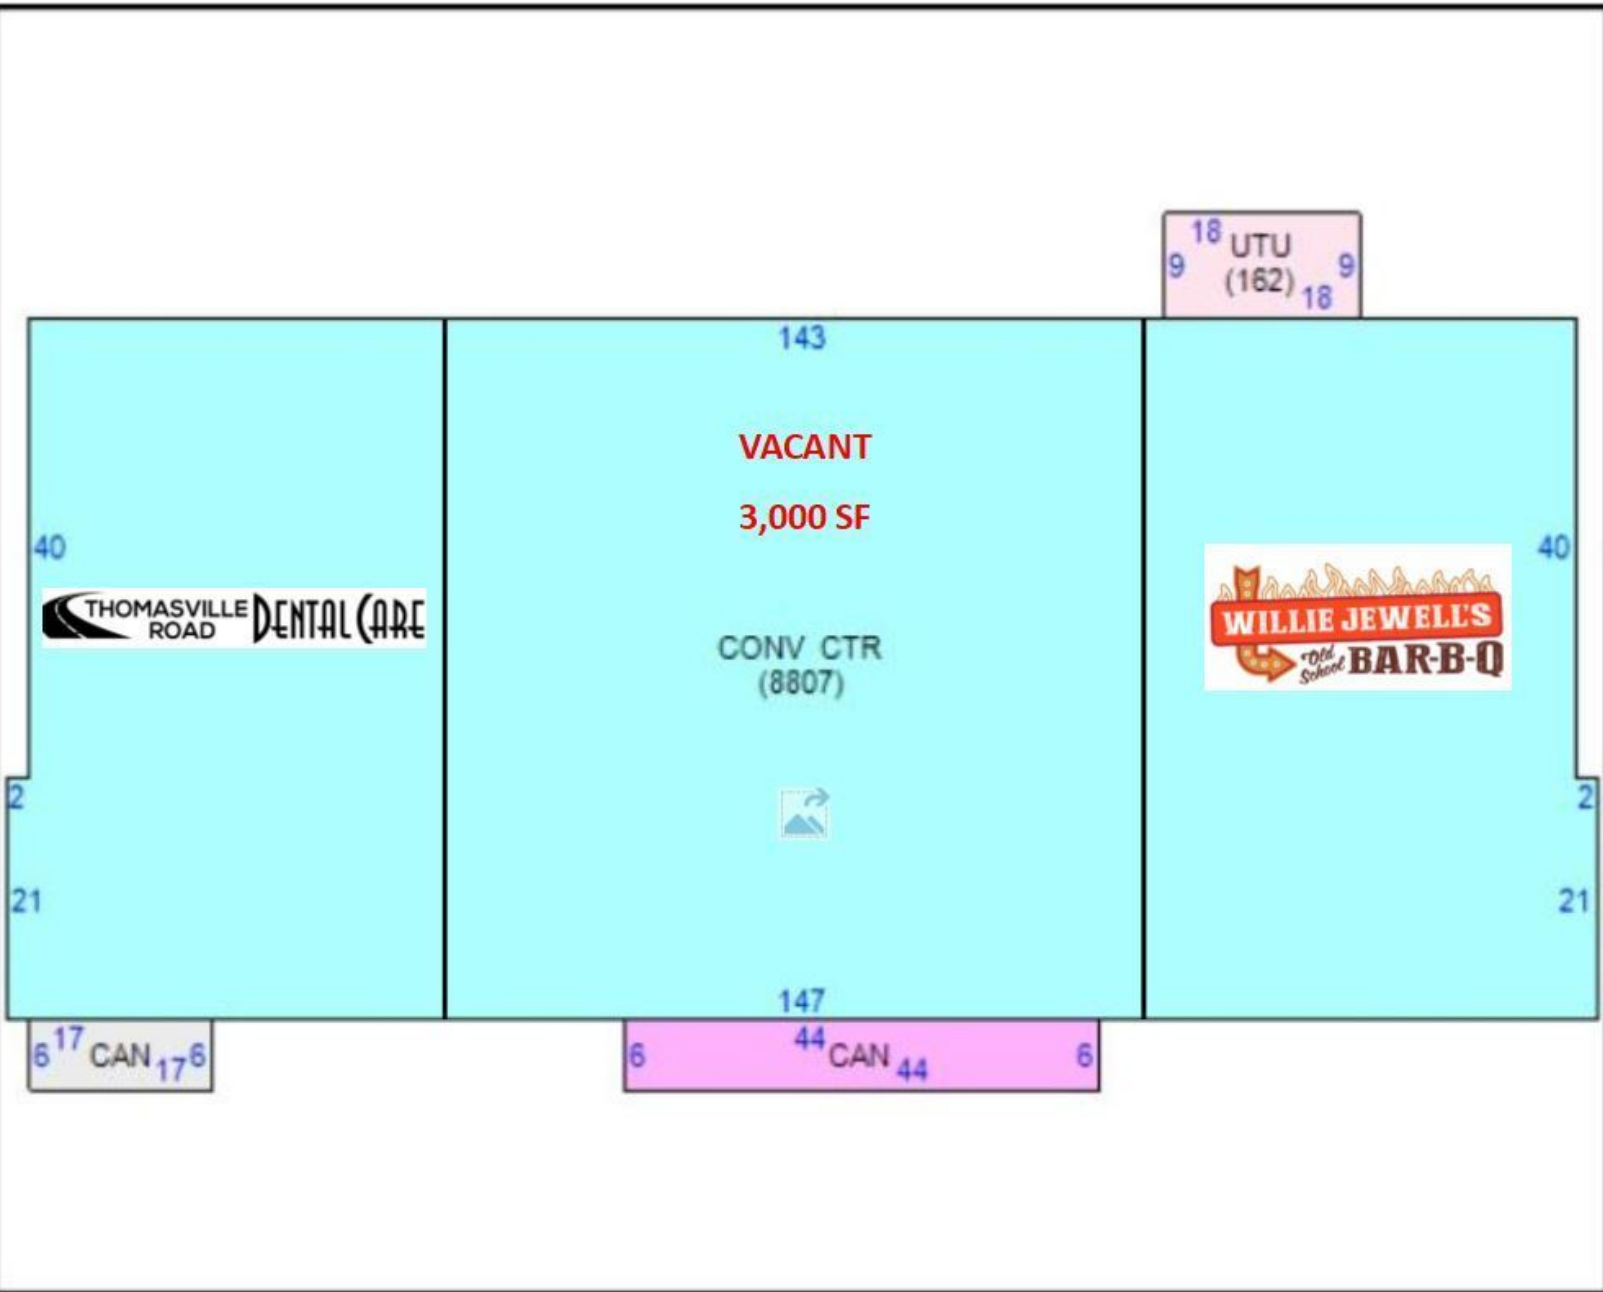 18
UTU
9
9
(162)
18
143
VACANT
3,000 SF
40
40
THOMASVILLE
ROAD
DENTAL CARE
WILLIE JEWELL'S
Old
School
BAR-B-Q
CONV CTR
(8807)
2
2
21
21
147
6
17
CAN
17
6
6
44
CAN
44
6